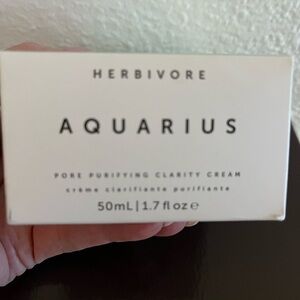 HERBIVORE
AQUARIUS
PORE PURIFYING CLARITY CREAM
crème clarifiante purifiante
50mL | 1.7 fl oz e